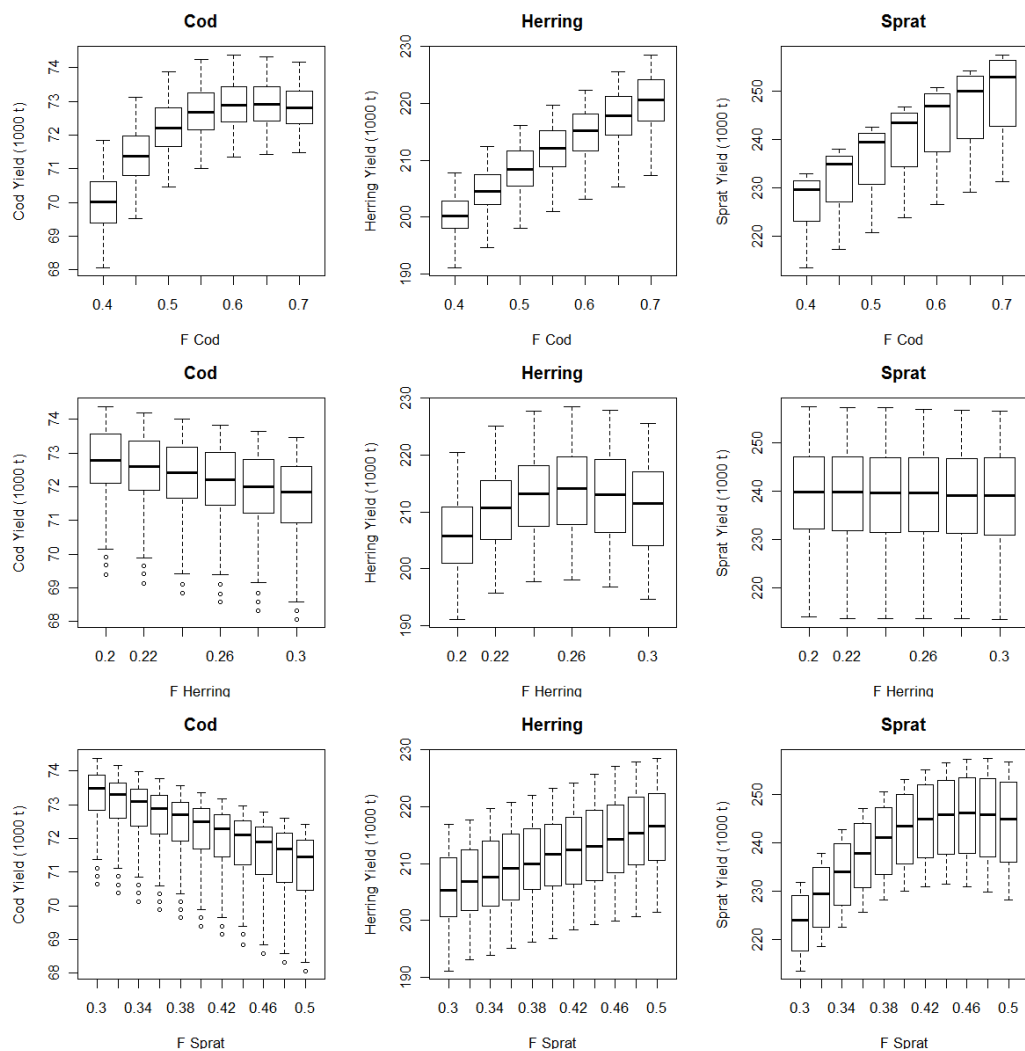 Cod
Herring
Sprat
Cod Yield (1000 t)
68 69 70 71 72 73 74
0.4 0.5 0.6 0.7
F Cod
Herring Yield (1000 t)
190 200 210 220 230
0.4 0.5 0.6 0.7
F Cod
Sprat Yield (1000 t)
220 230 240 250
0.4 0.5 0.6 0.7
F Cod
Cod
Herring
Sprat
Cod Yield (1000 t)
68 69 70 71 72 73 74
0.2 0.22 0.26 0.3
F Herring
Herring Yield (1000 t)
190 200 210 220 230
0.2 0.22 0.26 0.3
F Herring
Sprat Yield (1000 t)
220 230 240 250
0.2 0.22 0.26 0.3
F Herring
Cod
Herring
Sprat
Cod Yield (1000 t)
68 69 70 71 72 73 74
0.3 0.34 0.38 0.42 0.46 0.5
F Sprat
Herring Yield (1000 t)
190 200 210 220 230
0.3 0.34 0.38 0.42 0.46 0.5
F Sprat
Sprat Yield (1000 t)
220 230 240 250
0.3 0.34 0.38 0.42 0.46 0.5
F Sprat